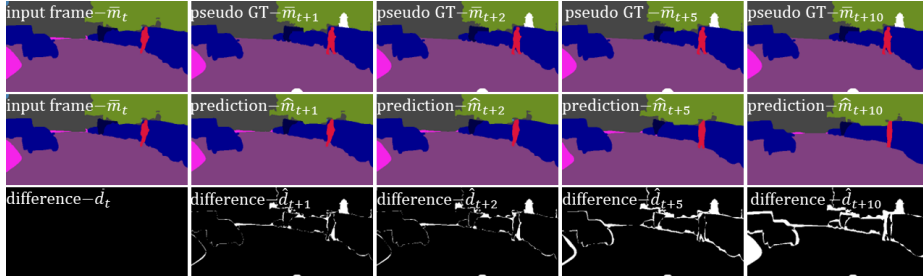 input frame–m̅ₜ
pseudo GT–m̅ₜ₊₁
pseudo GT–m̅ₜ₊₂
pseudo GT–m̅ₜ₊₅
pseudo GT–m̅ₜ₊₁₀
input frame–m̅ₜ
prediction–m̂ₜ₊₁
prediction–m̂ₜ₊₂
prediction–m̂ₜ₊₅
prediction–m̂ₜ₊₁₀
difference–d̂ₜ
difference–d̂ₜ₊₁
difference–d̂ₜ₊₂
difference–d̂ₜ₊₅
difference–d̂ₜ₊₁₀